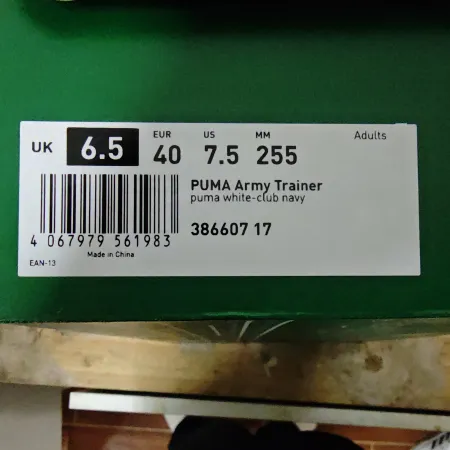 UK 6.5 EUR 40 US 7.5 MM 255 Adults
PUMA Army Trainer
puma white-club navy
386607 17
4 067979 561983
Made in China
EAN-13